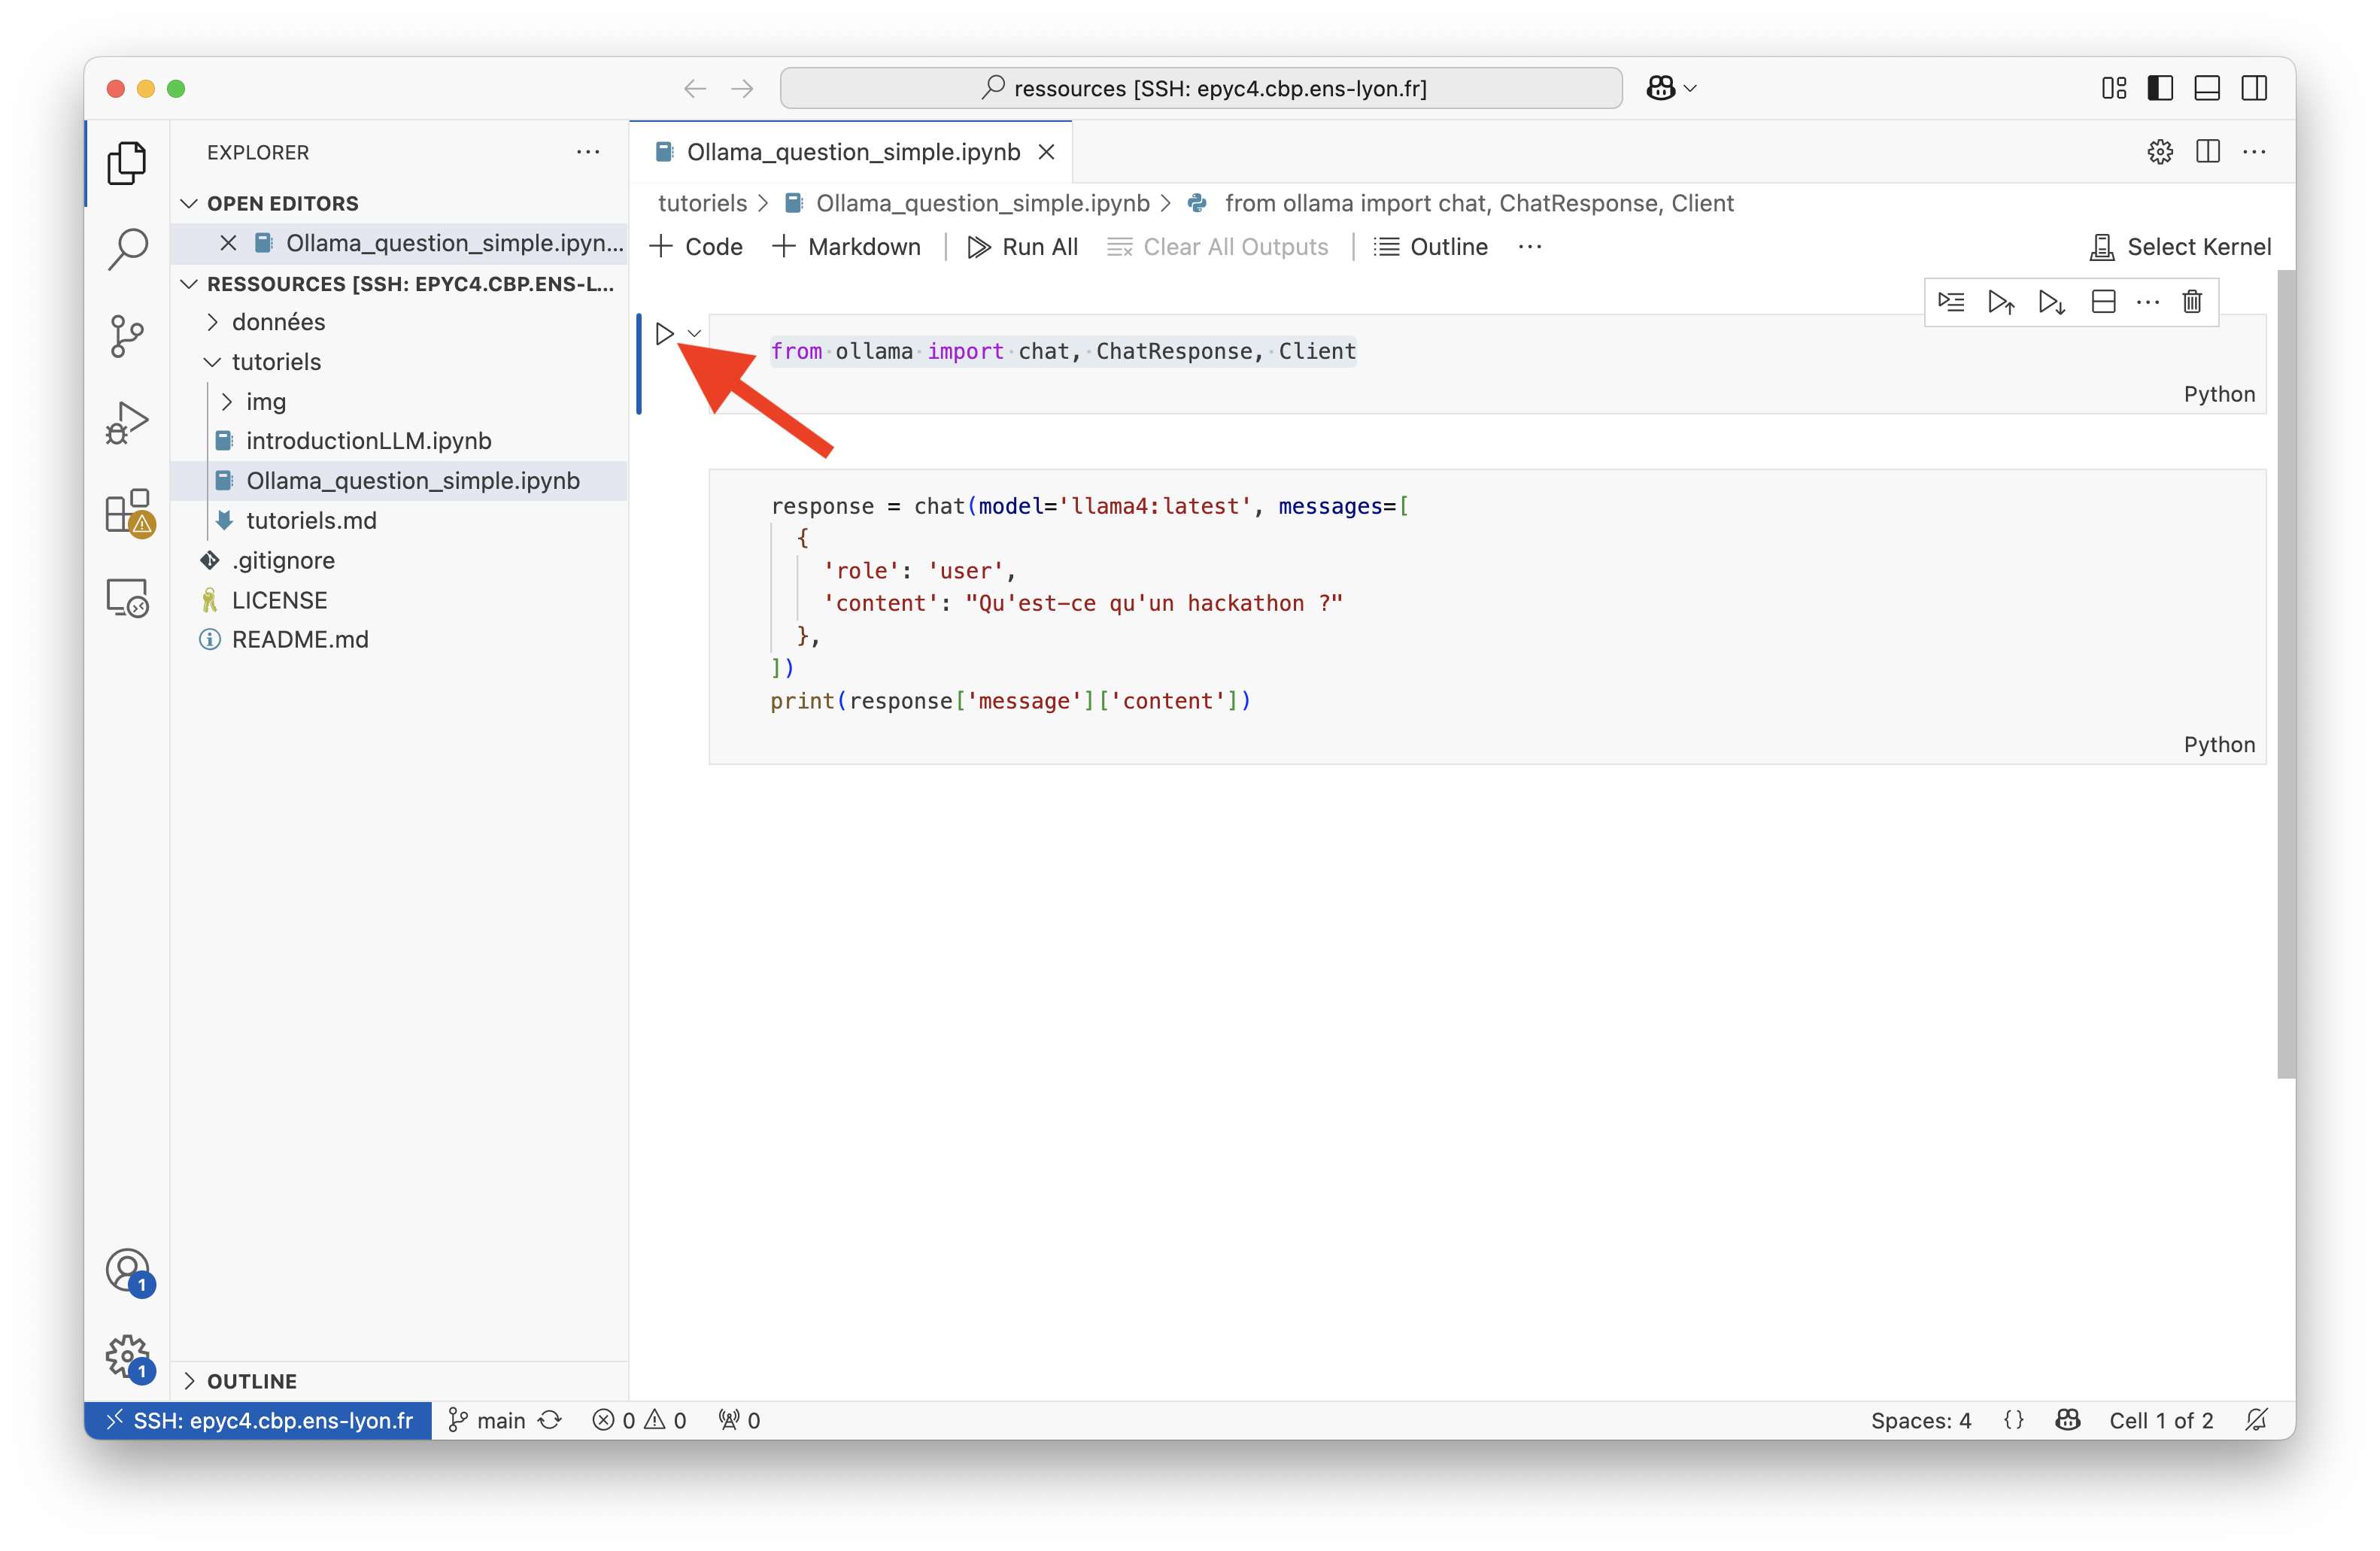 ressources [SSH: epyc4.cbp.ens-lyon.fr]
EXPLORER
OPEN EDITORS
Ollama_question_simple.ipyn...
RESSOURCES [SSH: EPYC4.CBP.ENS-L...
données
tutoriels
img
introductionLLM.ipynb
Ollama_question_simple.ipynb
tutoriels.md
.gitignore
LICENSE
README.md
OUTLINE
1
1
Ollama_question_simple.ipynb
tutoriels > Ollama_question_simple.ipynb > from ollama import chat, ChatResponse, Client
Code Markdown Run All Clear All Outputs Outline ... Select Kernel
from ollama import chat, ChatResponse, Client
Python
response = chat(model='llama4:latest', messages=[
{
'role': 'user',
'content': "Qu'est-ce qu'un hackathon ?"
},
])
print(response['message']['content'])
Python
SSH: epyc4.cbp.ens-lyon.fr main 0 0 0 Spaces: 4 {} Cell 1 of 2